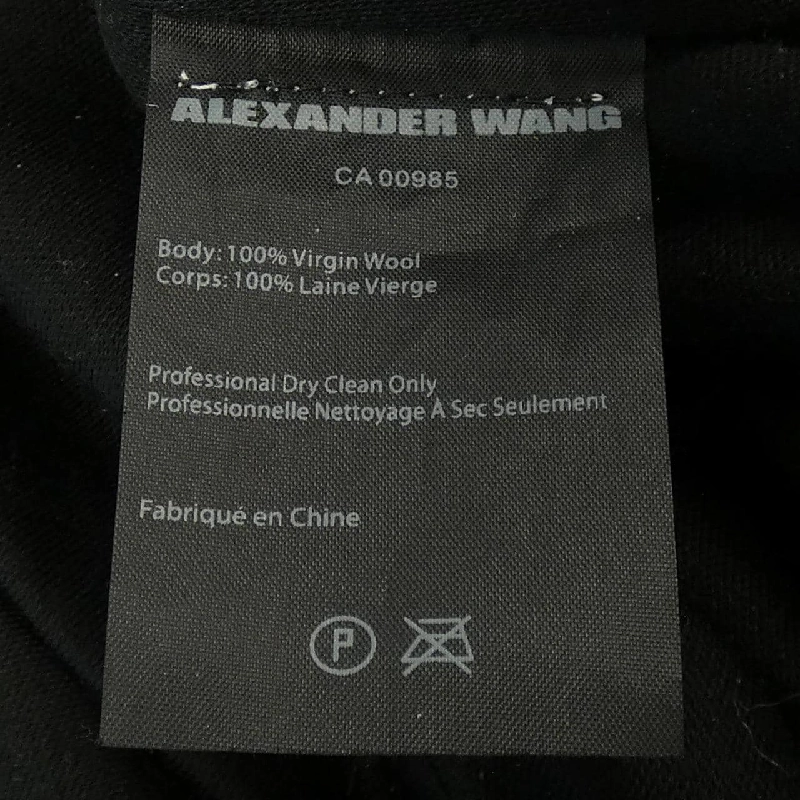 ALEXANDER WANG
CA 00985
Body: 100% Virgin Wool
Corps: 100% Laine Vierge
Professional Dry Clean Only
Professionnelle Nettoyage À Sec Seulement
Fabriqué en Chine
P